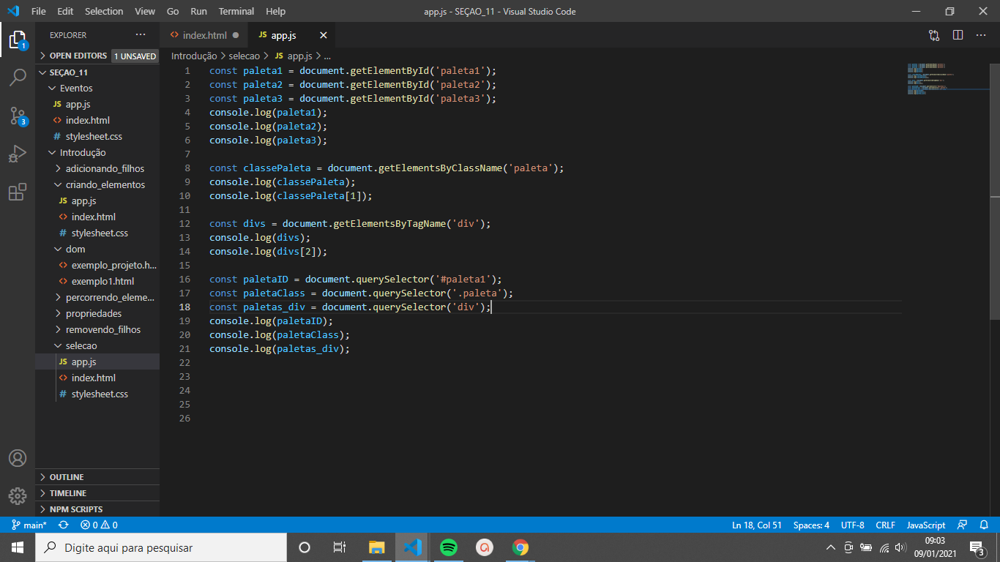 File Edit Selection View Go Run Terminal Help app.js - SEÇAO_11 - Visual Studio Code
EXPLORER ...
OPEN EDITORS 1 UNSAVED
SEÇAO_11
Eventos
JS app.js
<> index.html
# stylesheet.css
Introdução
adicionando_filhos
criando_elementos
JS app.js
<> index.html
# stylesheet.css
dom
<> exemplo_projeto.h...
<> exemplo1.html
percorrendo_eleme...
propriedades
removendo_filhos
selecao
JS app.js
<> index.html
# stylesheet.css
OUTLINE
TIMELINE
NPM SCRIPTS
1
3
<> index.html ● JS app.js ×
Introdução > selecao > JS app.js > ...
1 const paleta1 = document.getElementById('paleta1');
2 const paleta2 = document.getElementById('paleta2');
3 const paleta3 = document.getElementById('paleta3');
4 console.log(paleta1);
5 console.log(paleta2);
6 console.log(paleta3);
7
8 const classePaleta = document.getElementsByClassName('paleta');
9 console.log(classePaleta);
10 console.log(classePaleta[1]);
11
12 const divs = document.getElementsByTagName('div');
13 console.log(divs);
14 console.log(divs[2]);
15
16 const paletaID = document.querySelector('#paleta1');
17 const paletaClass = document.querySelector('.paleta');
18 const paletas_div = document.querySelector('div');
19 console.log(paletaID);
20 console.log(paletaClass);
21 console.log(paletas_div);
22
23
24
25
26
main* 0 0 Ln 18, Col 51 Spaces: 4 UTF-8 CRLF JavaScript
Digite aqui para pesquisar
09:03
09/01/2021
3